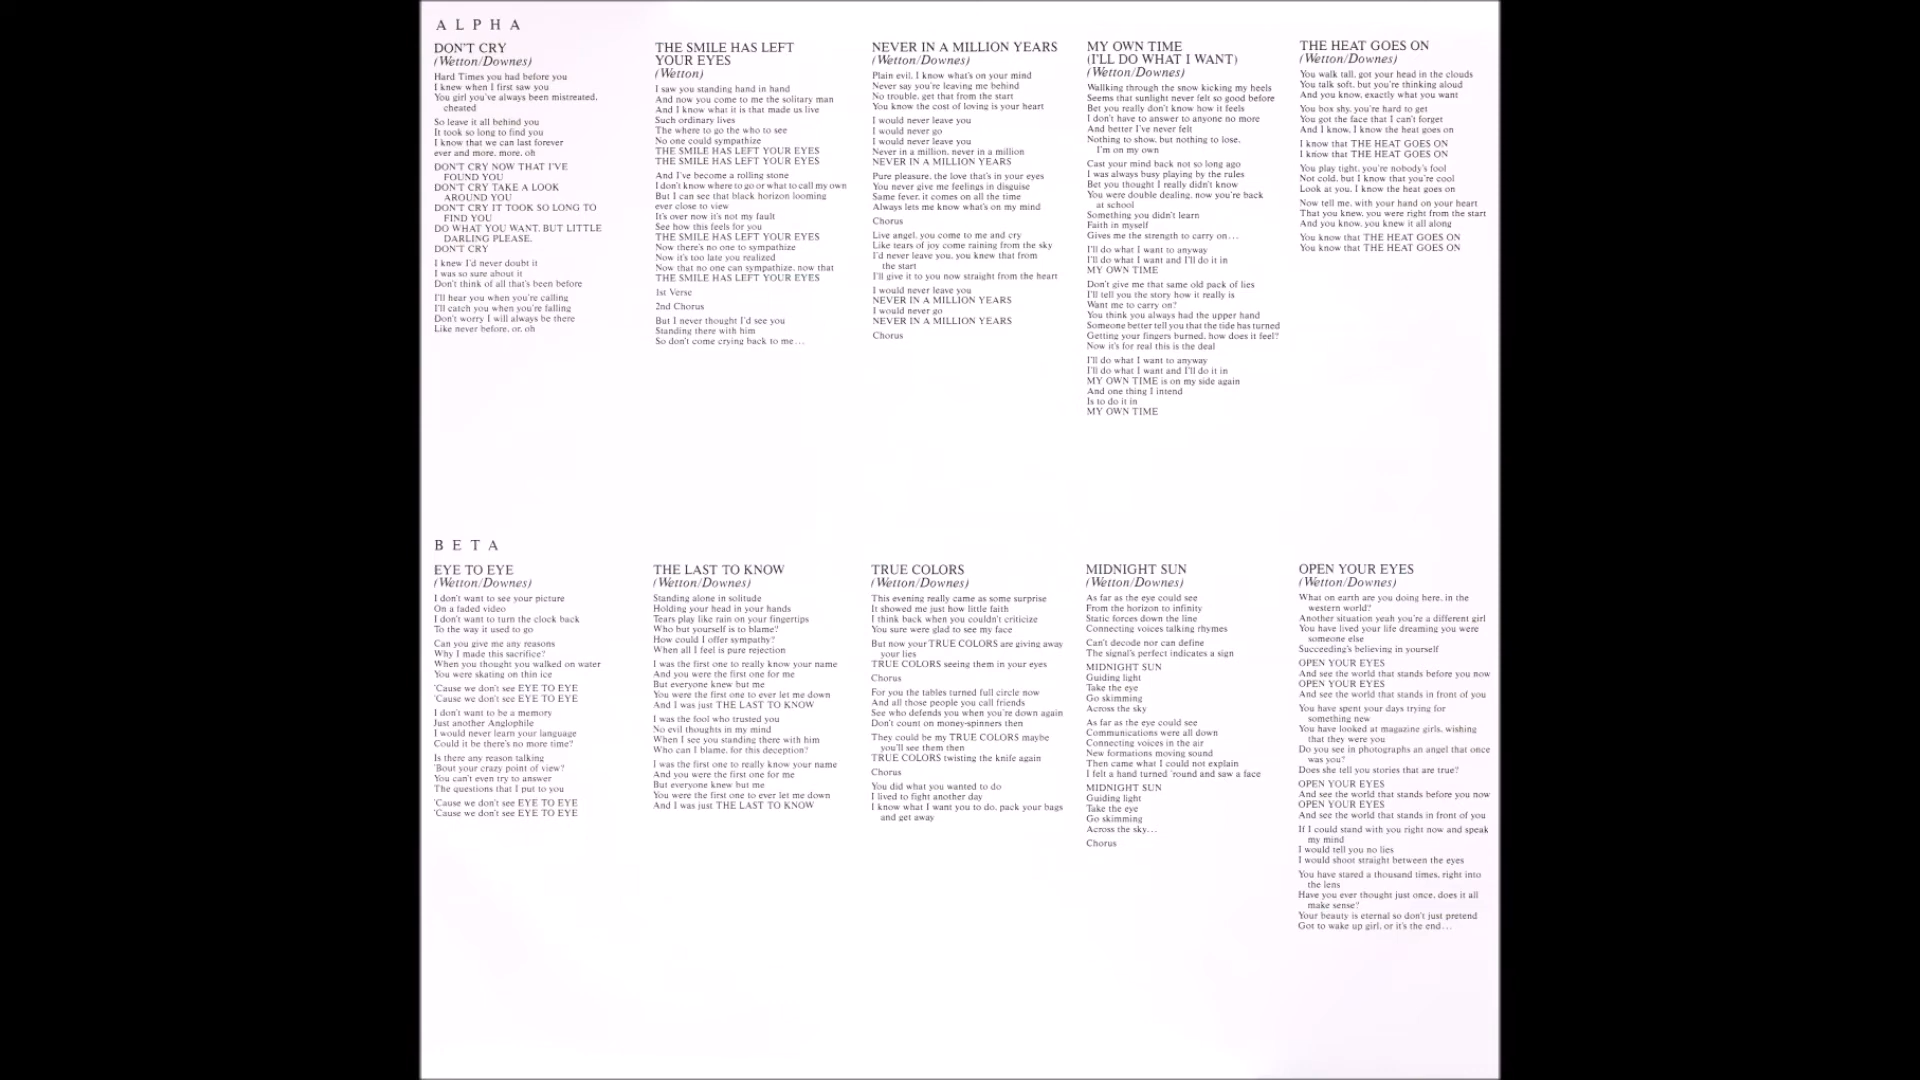 ALPHA
DON'T CRY
(Wetton/Downes)
Hard Times you had before you
I knew when I first saw you
You girl you've always been mistreated,
cheated
So leave it all behind you
It took so long to find you
I know that we can last forever
ever and more, more, oh
DON'T CRY NOW THAT I'VE
FOUND YOU
DON'T CRY TAKE A LOOK
AROUND YOU
DON'T CRY IT TOOK SO LONG TO
FIND YOU
DO WHAT YOU WANT, BUT LITTLE
DARLING PLEASE,
DON'T CRY
I knew I'd never doubt it
I was so sure about it
Don't think of all that's been before
I'll hear you when you're calling
I'll catch you when you're falling
Don't worry I will always be there
Like never before, or, oh
THE SMILE HAS LEFT
YOUR EYES
(Wetton)
I saw you standing hand in hand
And now you come to me the solitary man
And I know what it is that made us live
Such ordinary lives
The where to go the who to see
No one could sympathize
THE SMILE HAS LEFT YOUR EYES
THE SMILE HAS LEFT YOUR EYES
And I've become a rolling stone
I don't know where to go or what to call my own
But I can see that black horizon looming
ever close to view
It's over now it's not my fault
See how this feels for you
THE SMILE HAS LEFT YOUR EYES
Now there's no one to sympathize
Now it's too late you realized
Now that no one can sympathize, now that
THE SMILE HAS LEFT YOUR EYES
1st Verse
2nd Chorus
But I never thought I'd see you
Standing there with him
So don't come crying back to me...
NEVER IN A MILLION YEARS
(Wetton/Downes)
Plain evil, I know what's on your mind
Never say you're leaving me behind
No trouble, get that from the start
You know the cost of loving is your heart
I would never leave you
I would never go
I would never leave you
Never in a million, never in a million
NEVER IN A MILLION YEARS
Pure pleasure, the love that's in your eyes
You never give me feelings in disguise
Same fever, it comes on all the time
Always lets me know what's on my mind
Chorus
Live angel, you come to me and cry
Like tears of joy come raining from the sky
I'd never leave you, you knew that from
the start
I'll give it to you now straight from the heart
I would never leave you
NEVER IN A MILLION YEARS
I would never go
NEVER IN A MILLION YEARS
Chorus
MY OWN TIME
(I'LL DO WHAT I WANT)
(Wetton/Downes)
Wallking through the snow kicking my heels
Seems that sunlight never felt so good before
Bet you really don't know how it feels
I don't have to answer to anyone no more
And better I've never felt
Nothing to show, but nothing to lose,
I'm on my own
Cast your mind back not so long ago
I was always busy playing by the rules
Bet you thought I really didn't know
You were double dealing, now you're back
at school
Something you didn't learn
Faith in myself
Gives me the strength to carry on...
I'll do what I want to anyway
I'll do what I want and I'll do it in
MY OWN TIME
Don't give me that same old pack of lies
I'll tell you the story how it really is
Want me to carry on?
You think you always had the upper hand
Someone better tell you that the tide has turned
Getting your fingers burned, how does it feel?
Now it's for real this is the deal
I'll do what I want to anyway
I'll do what I want and I'll do it in
MY OWN TIME is on my side again
And one thing I intend
Is to do it in
MY OWN TIME
THE HEAT GOES ON
(Wetton/Downes)
You walk tall, got your head in the clouds
You talk soft, but you're thinking aloud
And you know, exactly what you want
You box shy, you're hard to get
You got the face that I can't forget
And I know, I know the heat goes on
I know that THE HEAT GOES ON
I know that THE HEAT GOES ON
You play tight, you're nobody's fool
Not cold, but I know that you're cool
Look at you, I know the heat goes on
Now tell me, with your hand on your heart
That you knew, you were right from the start
And you know, you knew it all along
You know that THE HEAT GOES ON
You know that THE HEAT GOES ON
BETA
EYE TO EYE
(Wetton/Downes)
I don't want to see your picture
On a faded video
I don't want to turn the clock back
To the way it used to go
Can you give me any reasons
Why I made this sacrifice?
When you thought you walked on water
You were skating on thin ice
'Cause we don't see EYE TO EYE
'Cause we don't see EYE TO EYE
I don't want to be a memory
Just another Anglophile
I would never learn your language
Could it be there's no more time?
Is there any reason talking
'Bout your crazy point of view?
You can't even try to answer
The questions that I put to you
'Cause we don't see EYE TO EYE
'Cause we don't see EYE TO EYE
THE LAST TO KNOW
(Wetton/Downes)
Standing alone in solitude
Holding your head in your hands
Tears play like rain on your fingertips
Who but yourself is to blame?
How could I offer sympathy?
When all I feel is pure rejection
I was the first one to really know your name
And you were the first one for me
But everyone knew but me
You were the first one to ever let me down
And I was just THE LAST TO KNOW
I was the fool who trusted you
No evil thoughts in my mind
When I see you standing there with him
Who can I blame, for this deception?
I was the first one to really know your name
And you were the first one for me
But everyone knew but me
You were the first one to ever let me down
And I was just THE LAST TO KNOW
TRUE COLORS
(Wetton/Downes)
This evening really came as some surprise
It showed me just how little faith
I think back when you couldn't criticize
You sure were glad to see my face
But now your TRUE COLORS are giving away
your lies
TRUE COLORS seeing them in your eyes
Chorus
For you the tables turned full circle now
And all those people you call friends
See who defends you when you're down again
Don't count on money-spinners then
They could be my TRUE COLORS maybe
you'll see them then
TRUE COLORS twisting the knife again
Chorus
You did what you wanted to do
I lived to fight another day
I know what I want you to do, pack your bags
and get away
MIDNIGHT SUN
(Wetton/Downes)
As far as the eye could see
From the horizon to infinity
Static forces down the line
Connecting voices talking rhymes
Can't decode nor can define
The signal's perfect indicates a sign
MIDNIGHT SUN
Guiding light
Take the eye
Go skimming
Across the sky
As far as the eye could see
Communications were all down
Connecting voices in the air
New formations moving sound
Then came what I could not explain
I felt a hand turned 'round and saw a face
MIDNIGHT SUN
Guiding light
Take the eye
Go skimming
Across the sky...
Chorus
OPEN YOUR EYES
(Wetton/Downes)
What on earth are you doing here, in the
western world?
Another situation yeah you're a different girl
You have lived your life dreaming you were
someone else
Succeeding's believing in yourself
OPEN YOUR EYES
And see the world that stands before you now
OPEN YOUR EYES
And see the world that stands in front of you
You have spent your days trying for
something new
You have looked at magazine girls, wishing
that they were you
Do you see in photographs an angel that once
was you?
Does she tell you stories that are true?
OPEN YOUR EYES
And see the world that stands before you now
OPEN YOUR EYES
And see the world that stands in front of you
If I could stand with you right now and speak
my mind
I would tell you no lies
I would shoot straight between the eyes
You have stared a thousand times, right into
the lens
Have you ever thought just once, does it all
make sense?
Your beauty is eternal so don't just pretend
Got to wake up girl, or it's the end...